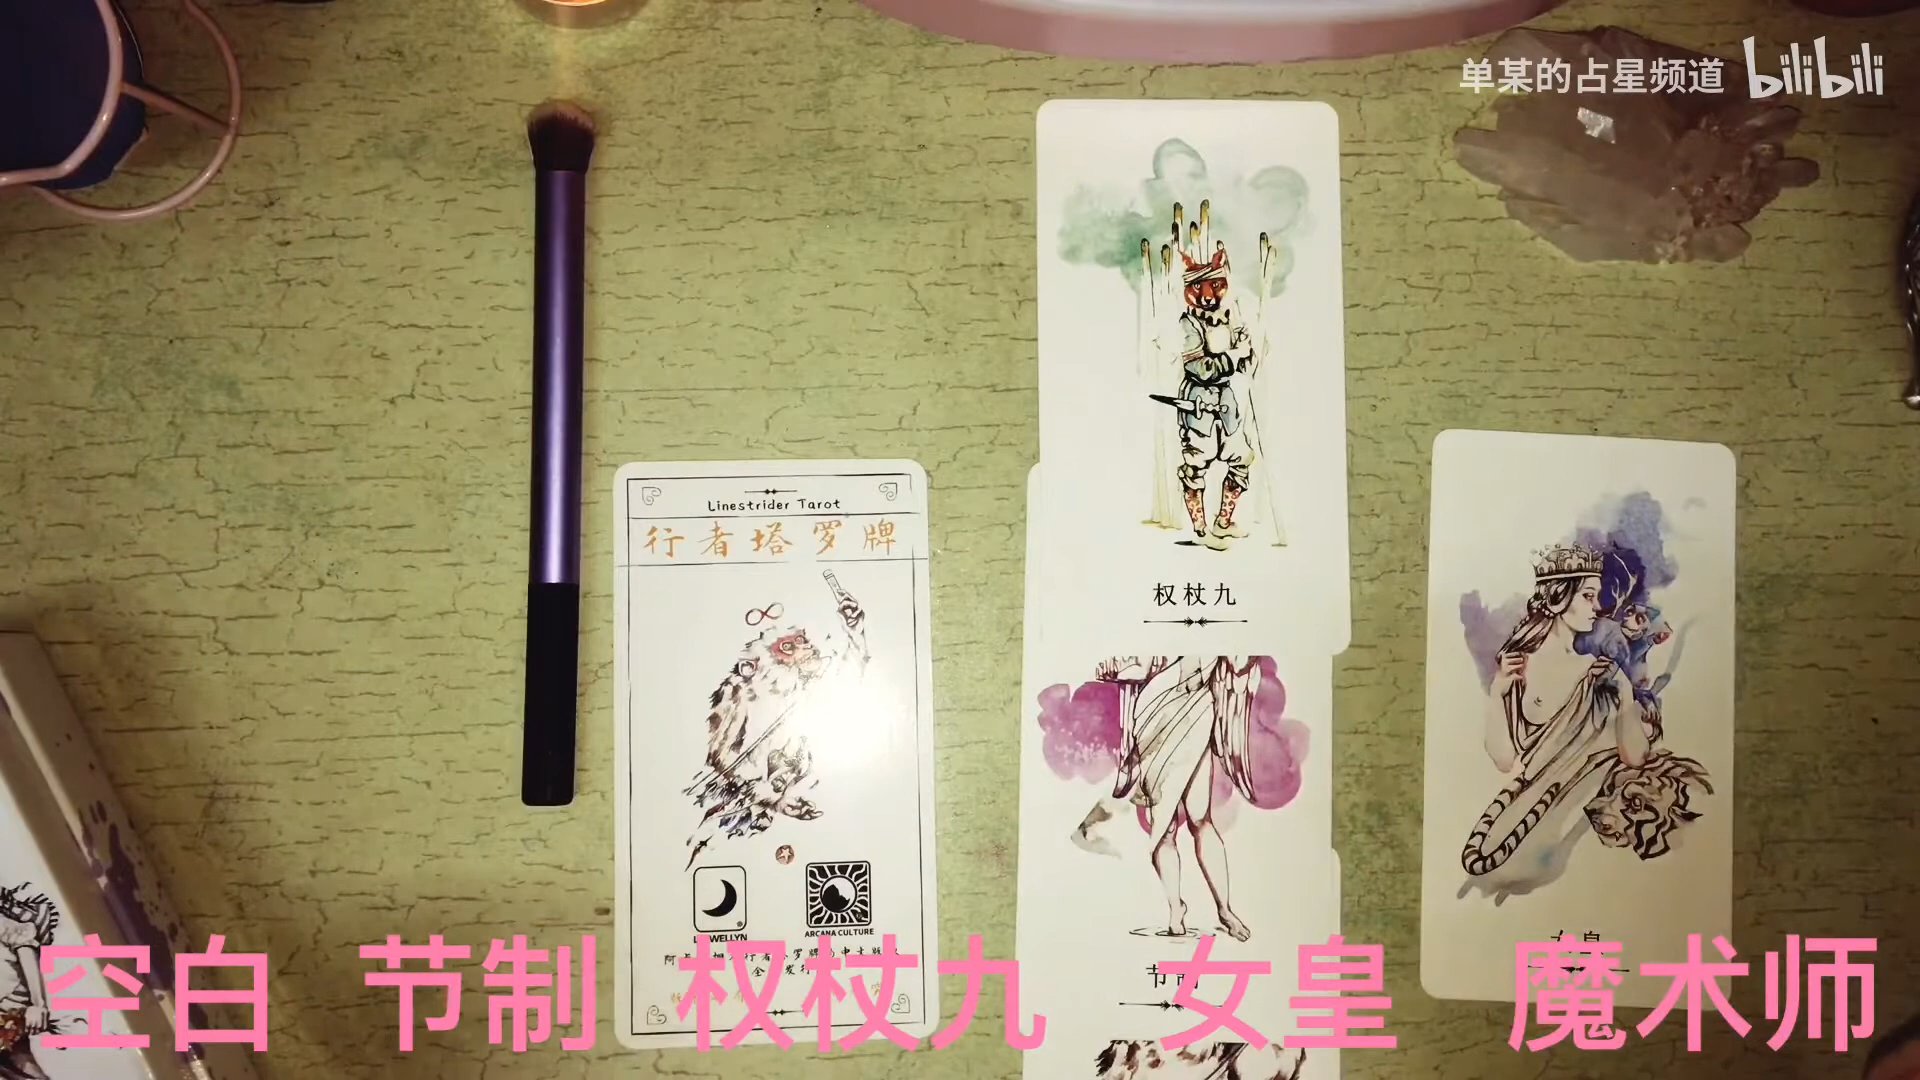 单某的占星频道 bilibili
Linestrider Tarot
行者塔罗牌
权杖九
LLEWELLYN
ARCANA CULTURE
空白 节制 权杖九 女皇 魔术师